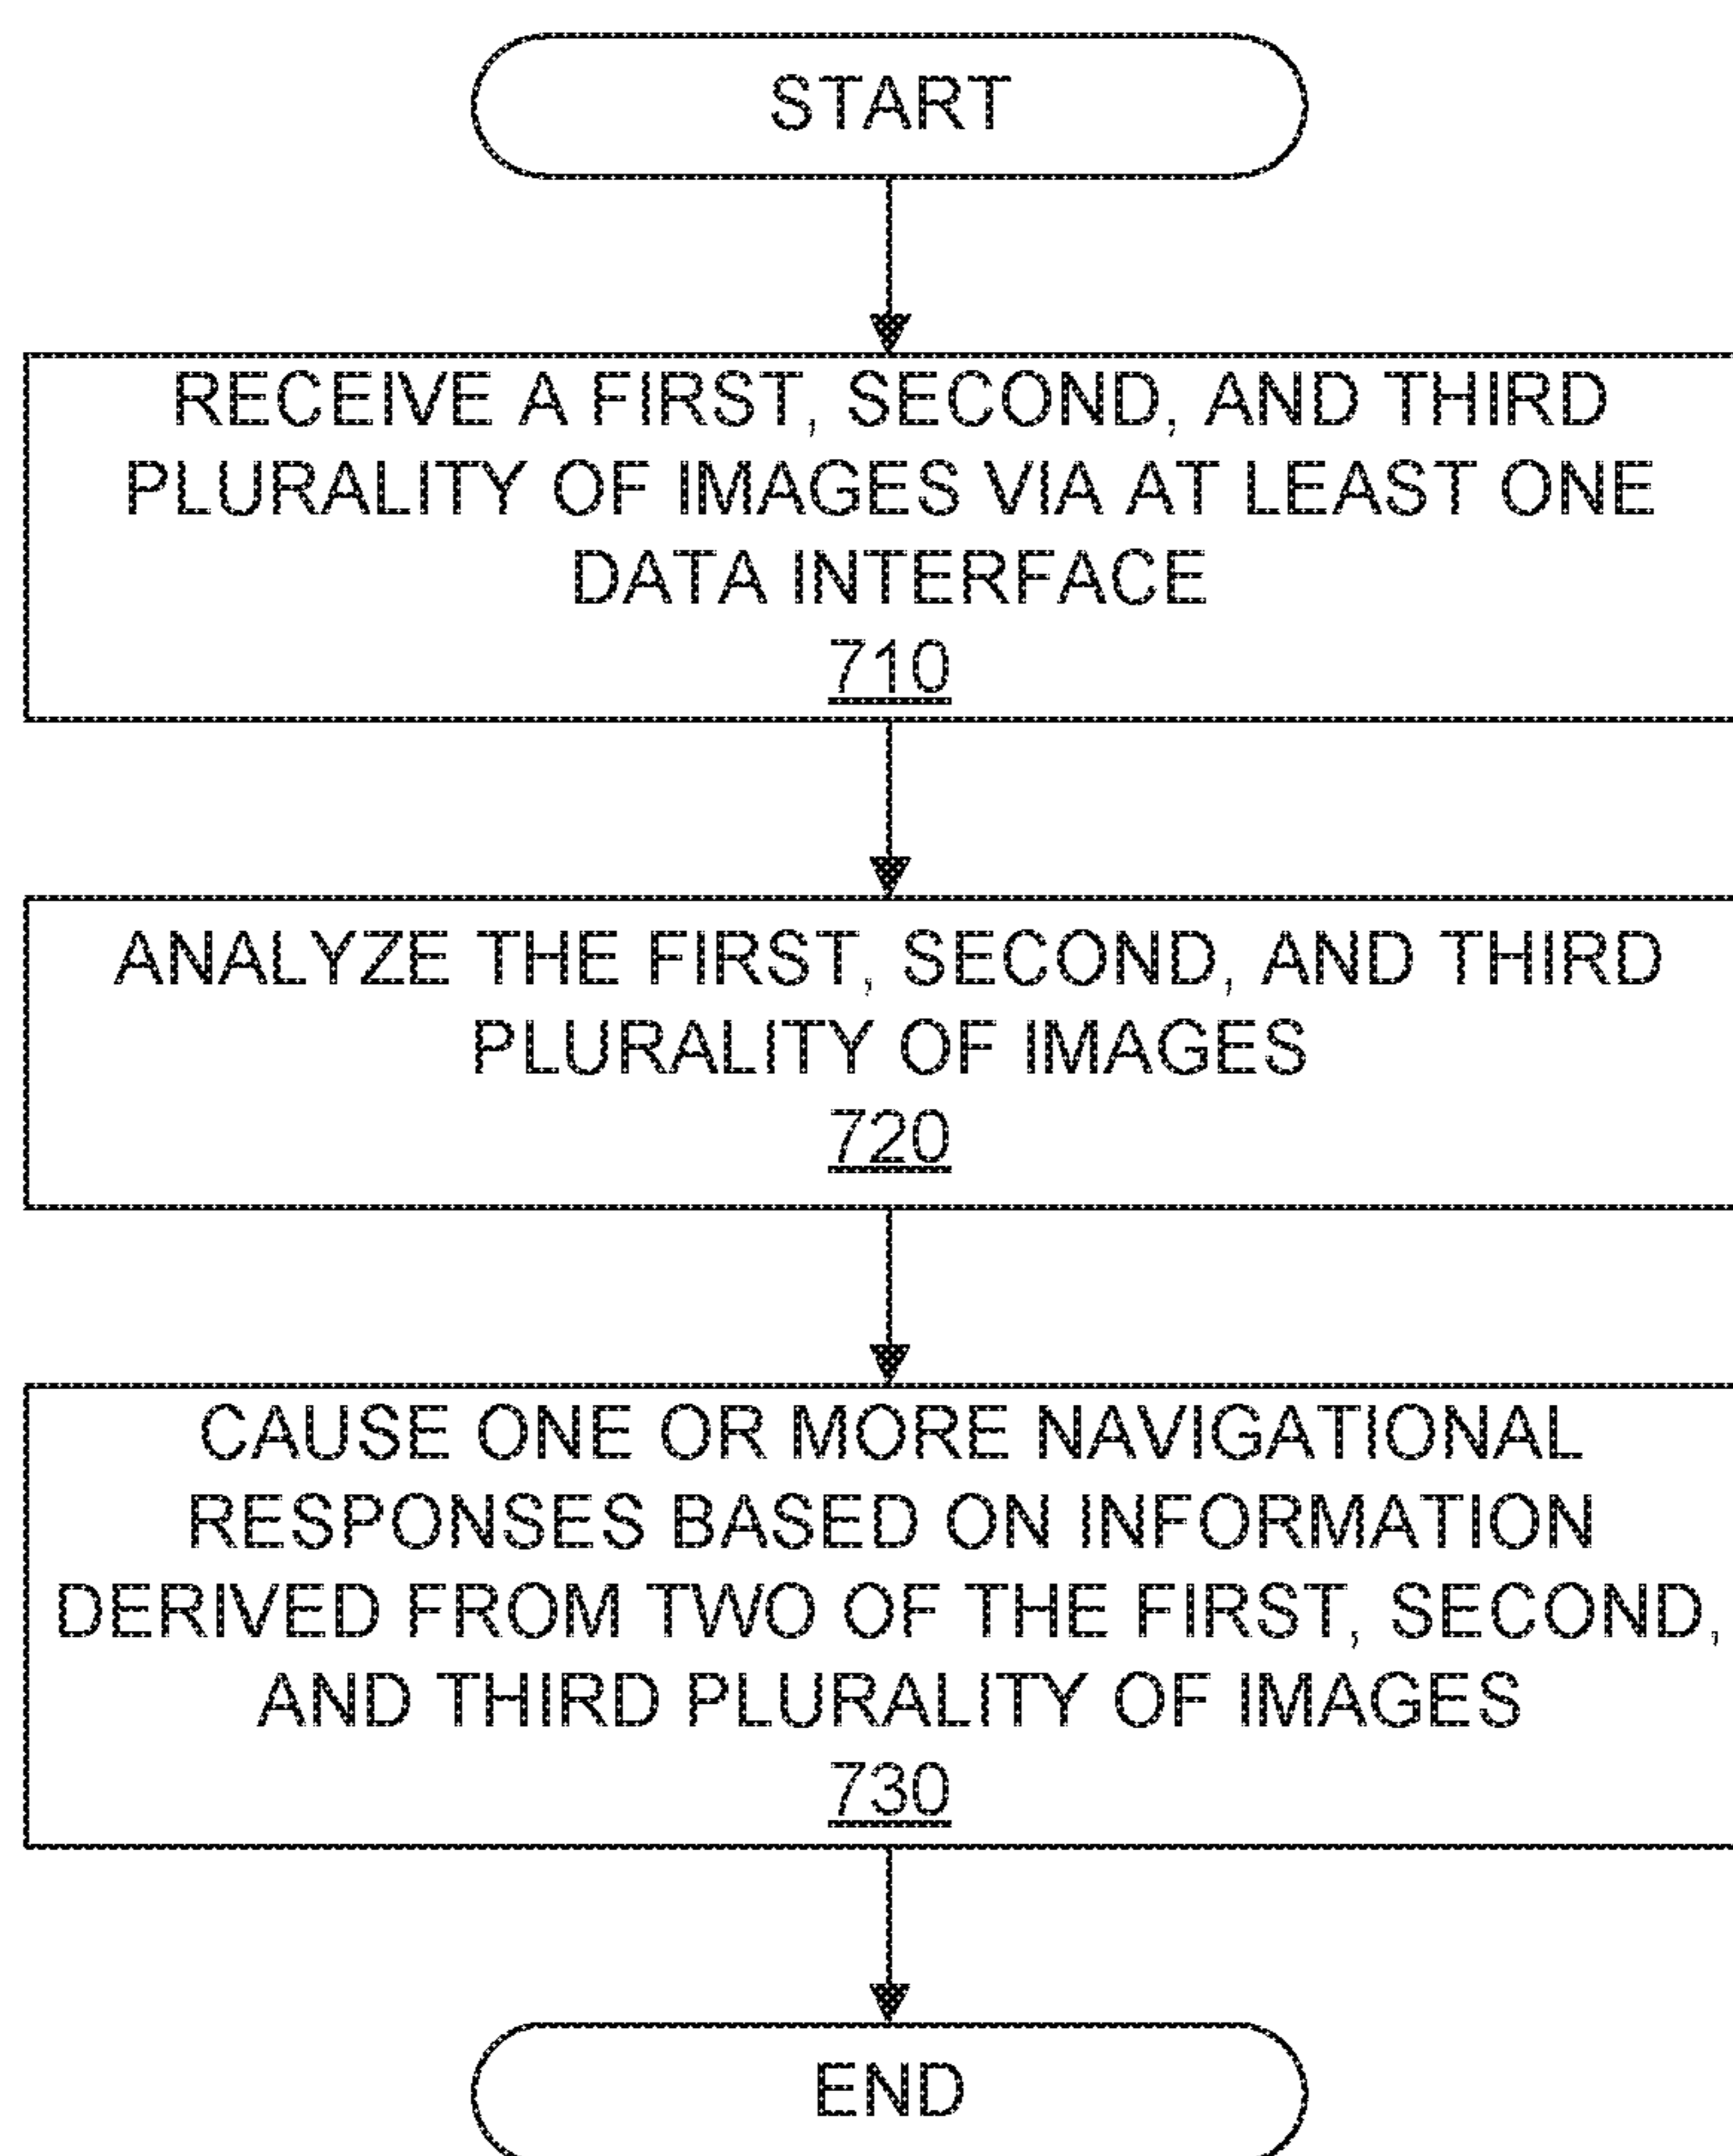 START
RECEIVE A FIRST, SECOND, AND THIRD
PLURALITY OF IMAGES VIA AT LEAST ONE
DATA INTERFACE
710
ANALYZE THE FIRST, SECOND, AND THIRD
PLURALITY OF IMAGES
720
CAUSE ONE OR MORE NAVIGATIONAL
RESPONSES BASED ON INFORMATION
DERIVED FROM TWO OF THE FIRST, SECOND,
AND THIRD PLURALITY OF IMAGES
730
END